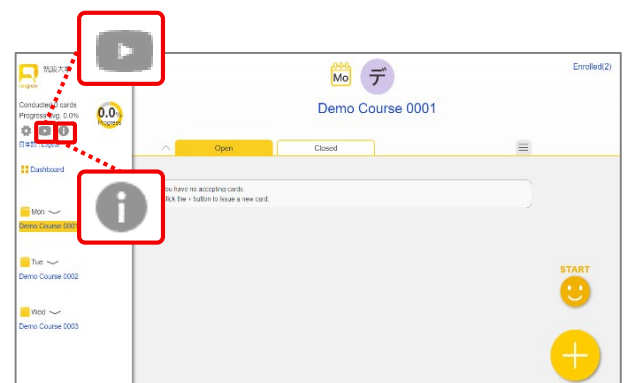 筑波大学
respon
Conducted 0 cards
Progress avg. 0.0%
0.0%
Progress
日本語 | Logout
Dashboard
Mon
Demo Course 0001
Tue
Demo Course 0002
Wed
Demo Course 0003
Mo
デ
Enrolled(2)
Demo Course 0001
Open
Closed
You have no accepting cards.
Click the + button to issue a new card.
START